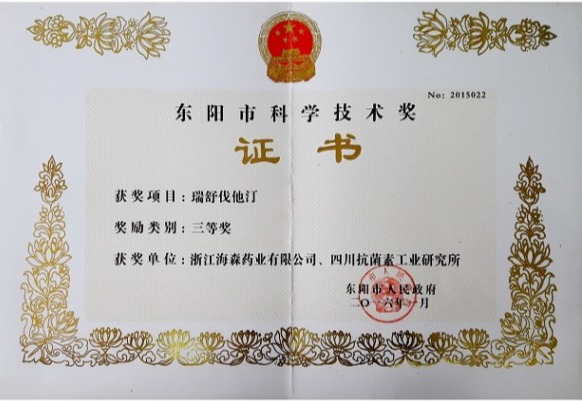 No: 2015022
东阳市科学技术奖
证书
获奖项目:瑞舒伐他汀
奖励类别:三等奖
获奖单位:浙江海森药业有限公司、四川抗菌素工业研究所
东阳市人民政府
二〇一六年一月